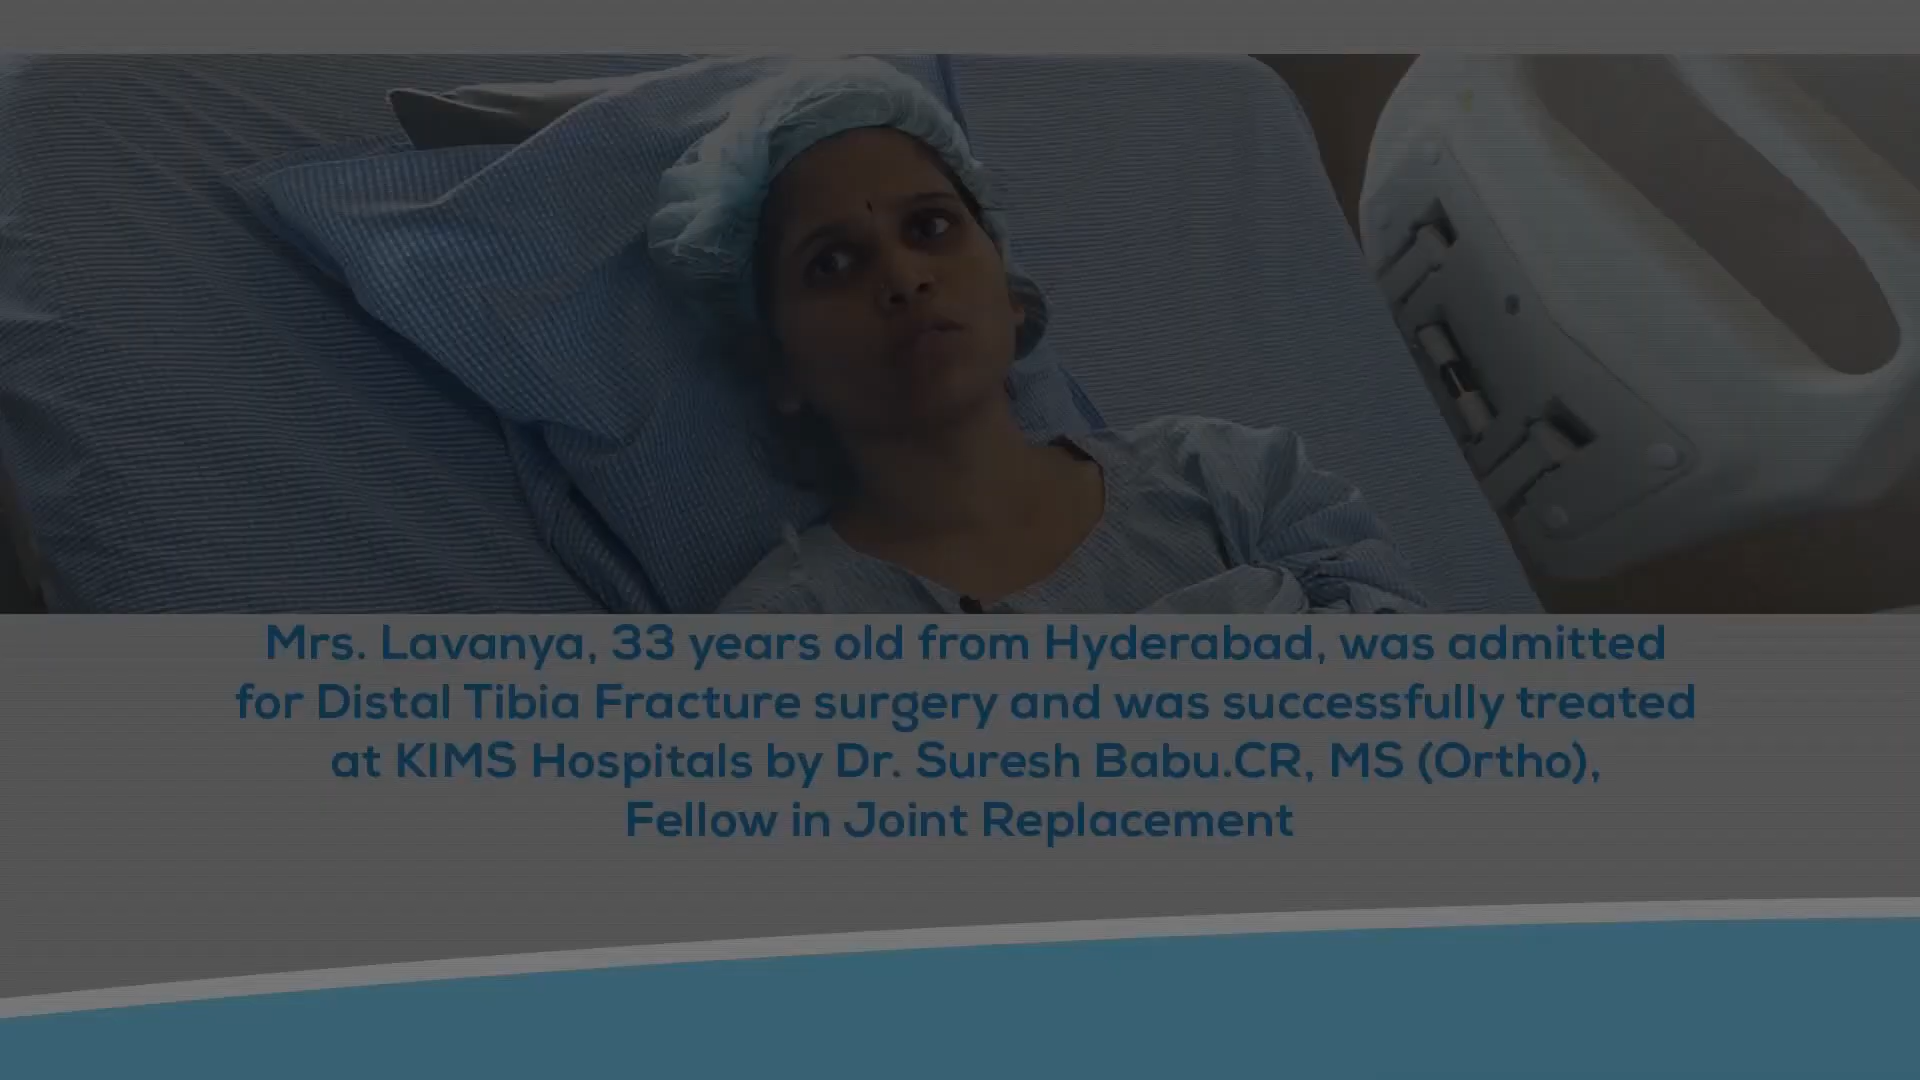 Mrs. Lavanya, 33 years old from Hyderabad, was admitted
for Distal Tibia Fracture surgery and was successfully treated
at KIMS Hospitals by Dr. Suresh Babu.CR, MS (Ortho),
Fellow in Joint Replacement